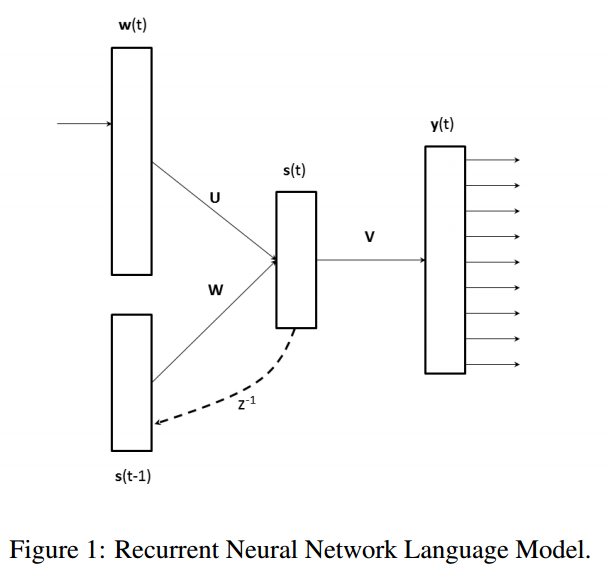 w(t)
y(t)
s(t)
U
V
W
z⁻¹
s(t-1)
Figure 1: Recurrent Neural Network Language Model.